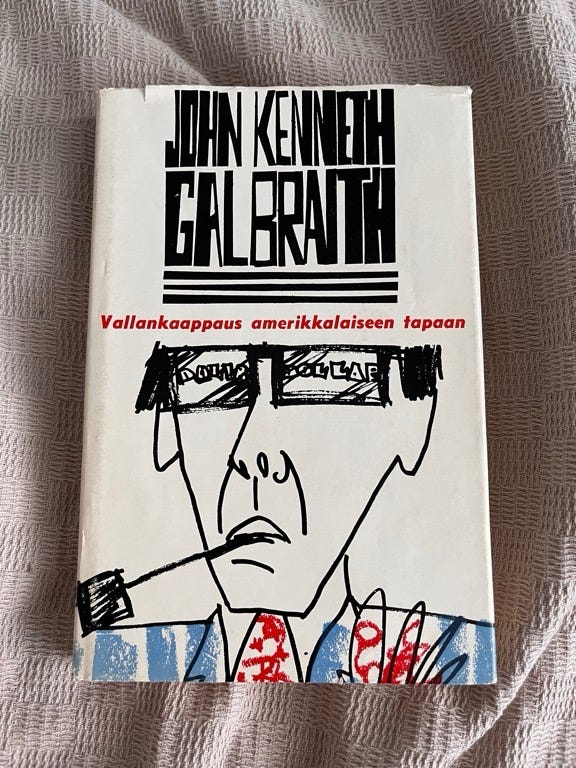 JOHN KENNETH
GALBRAITH
Vallankaappaus amerikkalaiseen tapaan
DOLLAR